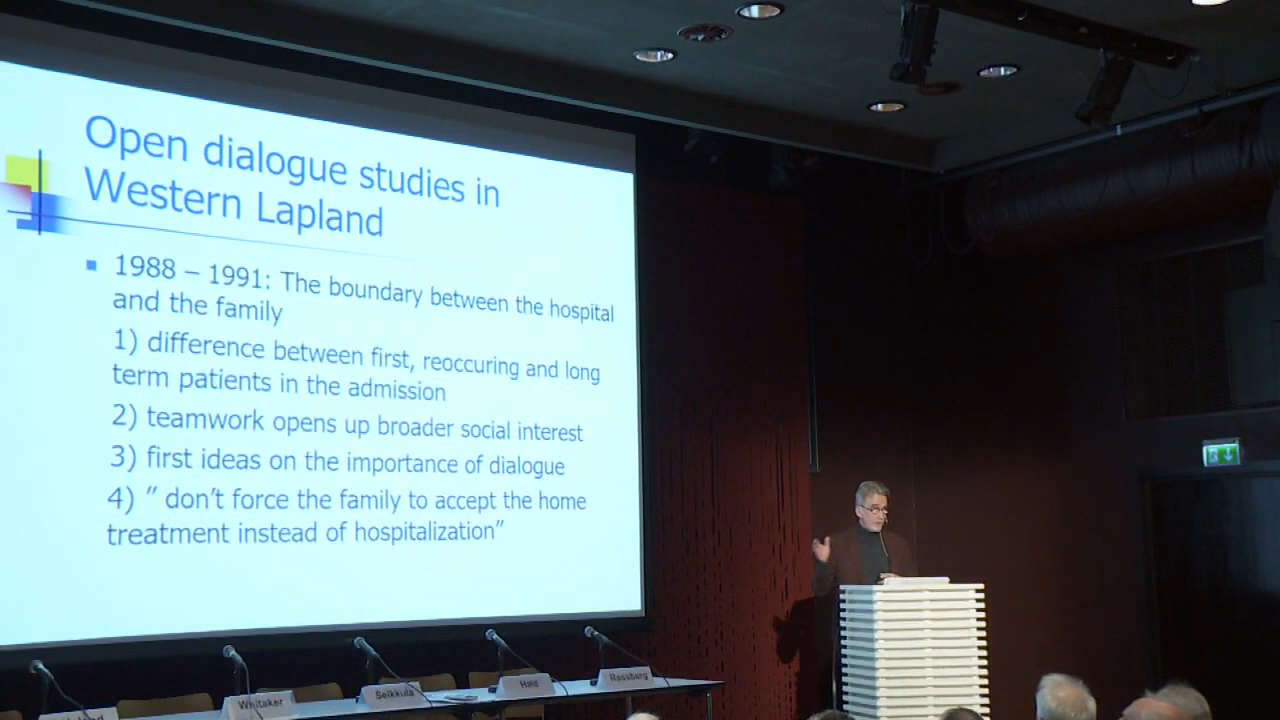 Open dialogue studies in
Western Lapland
1988 – 1991: The boundary between the hospital
and the family
1) difference between first, reoccuring and long
term patients in the admission
2) teamwork opens up broader social interest
3) first ideas on the importance of dialogue
4) ” don’t force the family to accept the home
treatment instead of hospitalization”
Whitaker
Seikkula
Røssberg